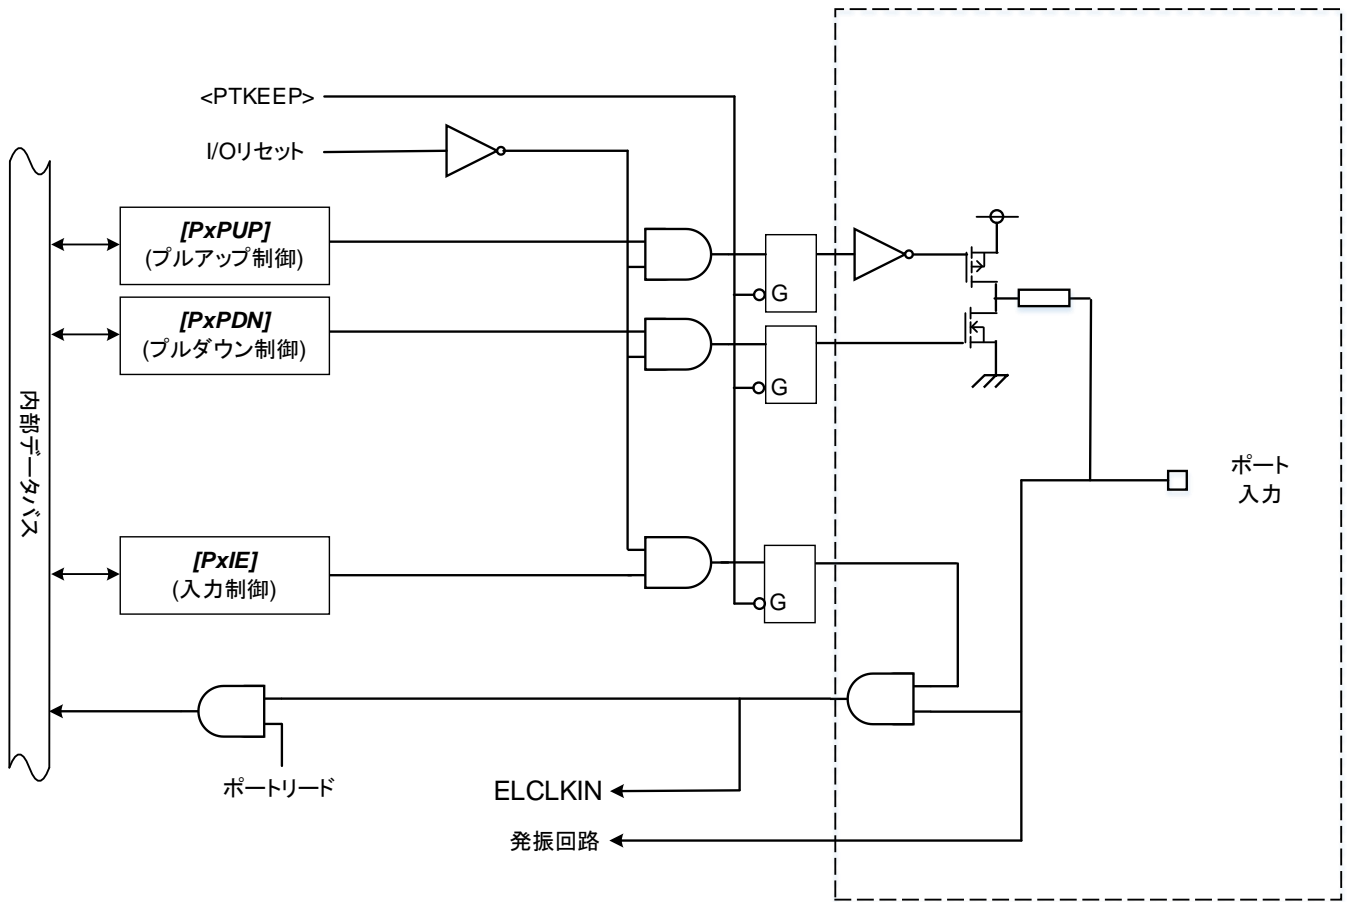 <PTKEEP>
I/Oリセット
[PxPUP]
(プルアップ制御)
G
[PxPDN]
(プルダウン制御)
G
内部データバス
ポート
入力
[PxIE]
(入力制御)
G
ポートリード
ELCLKIN
発振回路